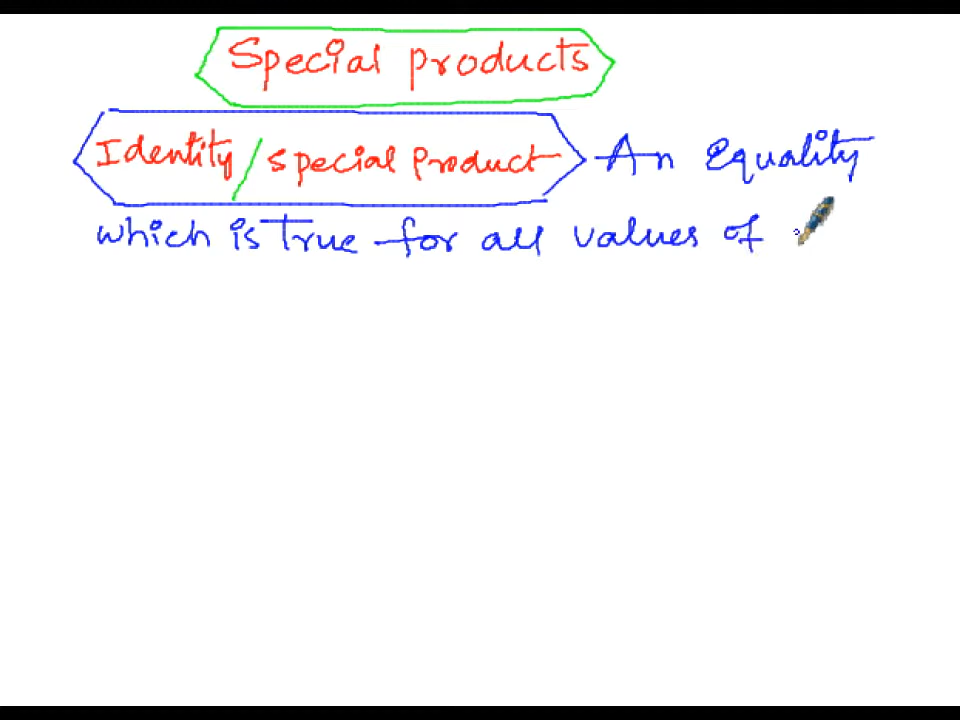 Special products
Identity/special Product An Equality
which is True for all values of